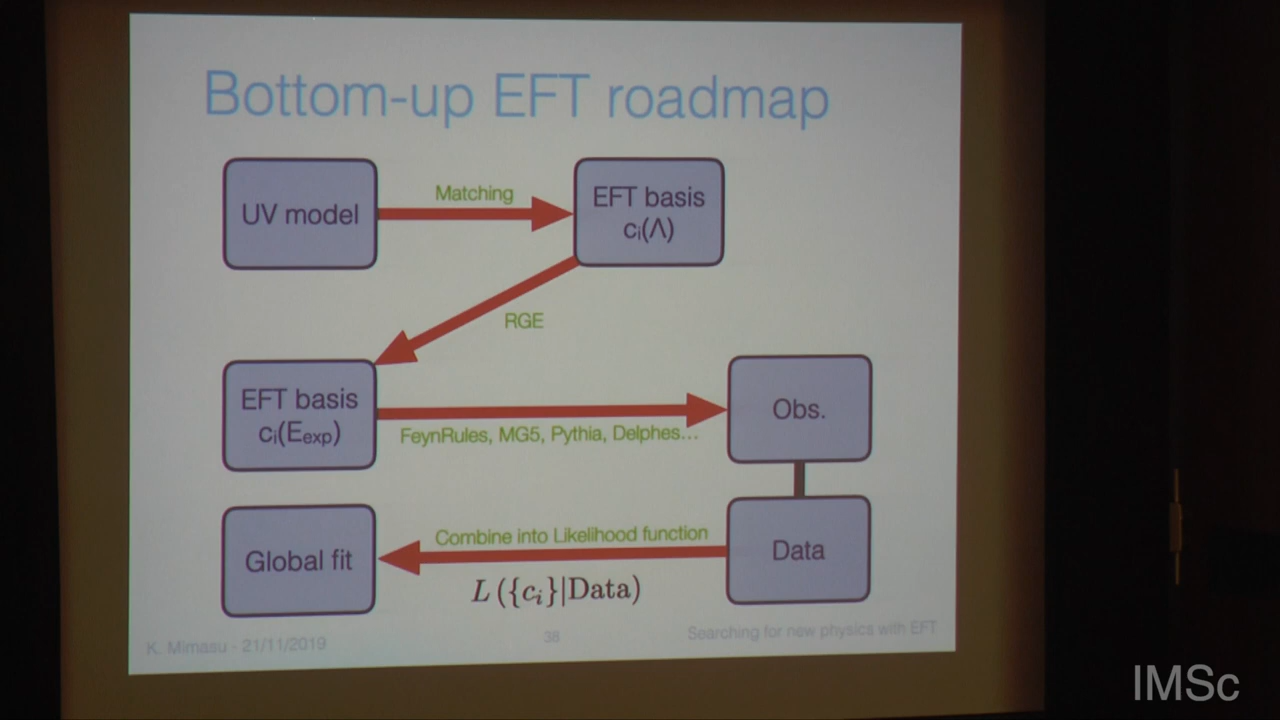 Bottom-up EFT roadmap
UV model
Matching
EFT basis
cᵢ(Λ)
RGE
EFT basis
cᵢ(Eₑₓₚ)
FeynRules, MG5, Pythia, Delphes...
Obs.
Global fit
Combine into Likelihood function
L ({cᵢ}|Data)
Data
K. Mimasu - 21/11/2019
38
Searching for new physics with EFT
IMSc